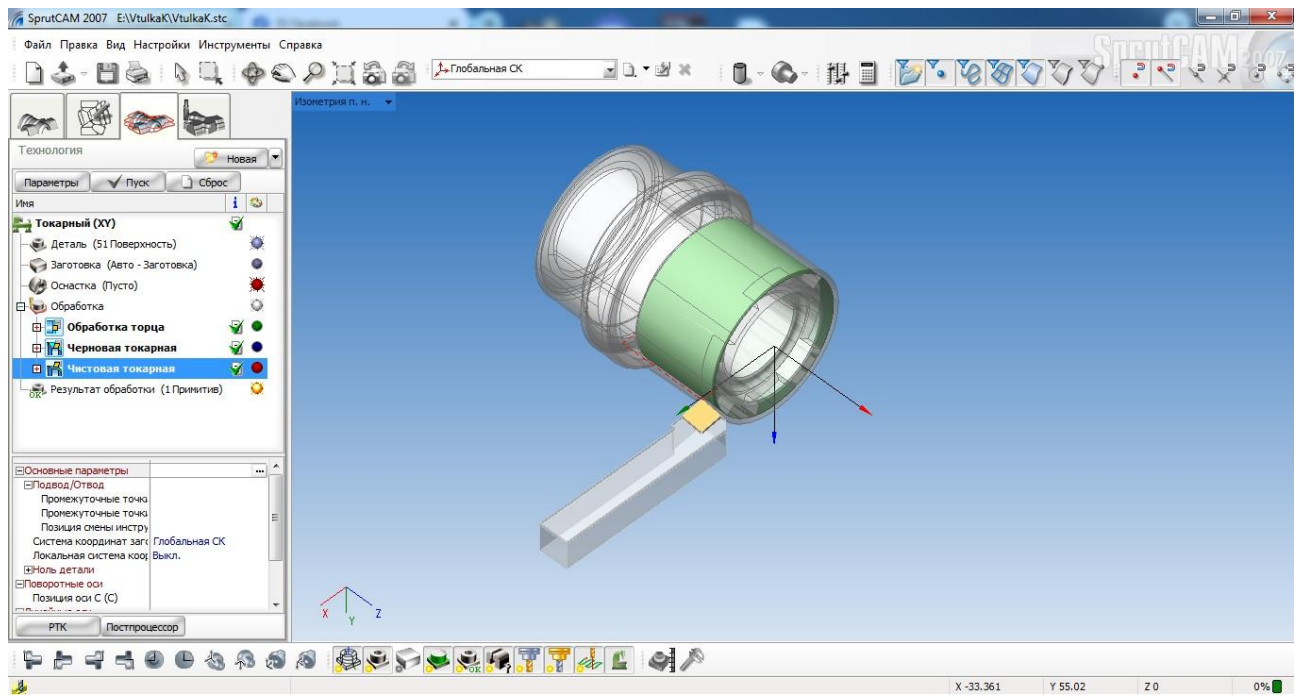 SprutCAM 2007 E:\VtulkaK\VtulkaK.stc
Файл Правка Вид Настройки Инструменты Справка
SprutCAM 2007
Глобальная СК
Изометрия п. н.
Технология
Новая
Параметры Пуск Сброс
Имя
Токарный (XY)
Деталь (51 Поверхность)
Заготовка (Авто - Заготовка)
Оснастка (Пусто)
Обработка
Обработка торца
Черновая токарная
Чистовая токарная
Результат обработки (1 Примитив)
Основные параметры ...
Подвод/Отвод
Промежуточные точки
Промежуточные точки
Позиция смены инстру
Система координат заг Глобальная СК
Локальная система коор Выкл.
Ноль детали
Поворотные оси
Позиция оси C (C)
РТК Постпроцессор
X Y Z
X -33.361 Y 55.02 Z 0 0%